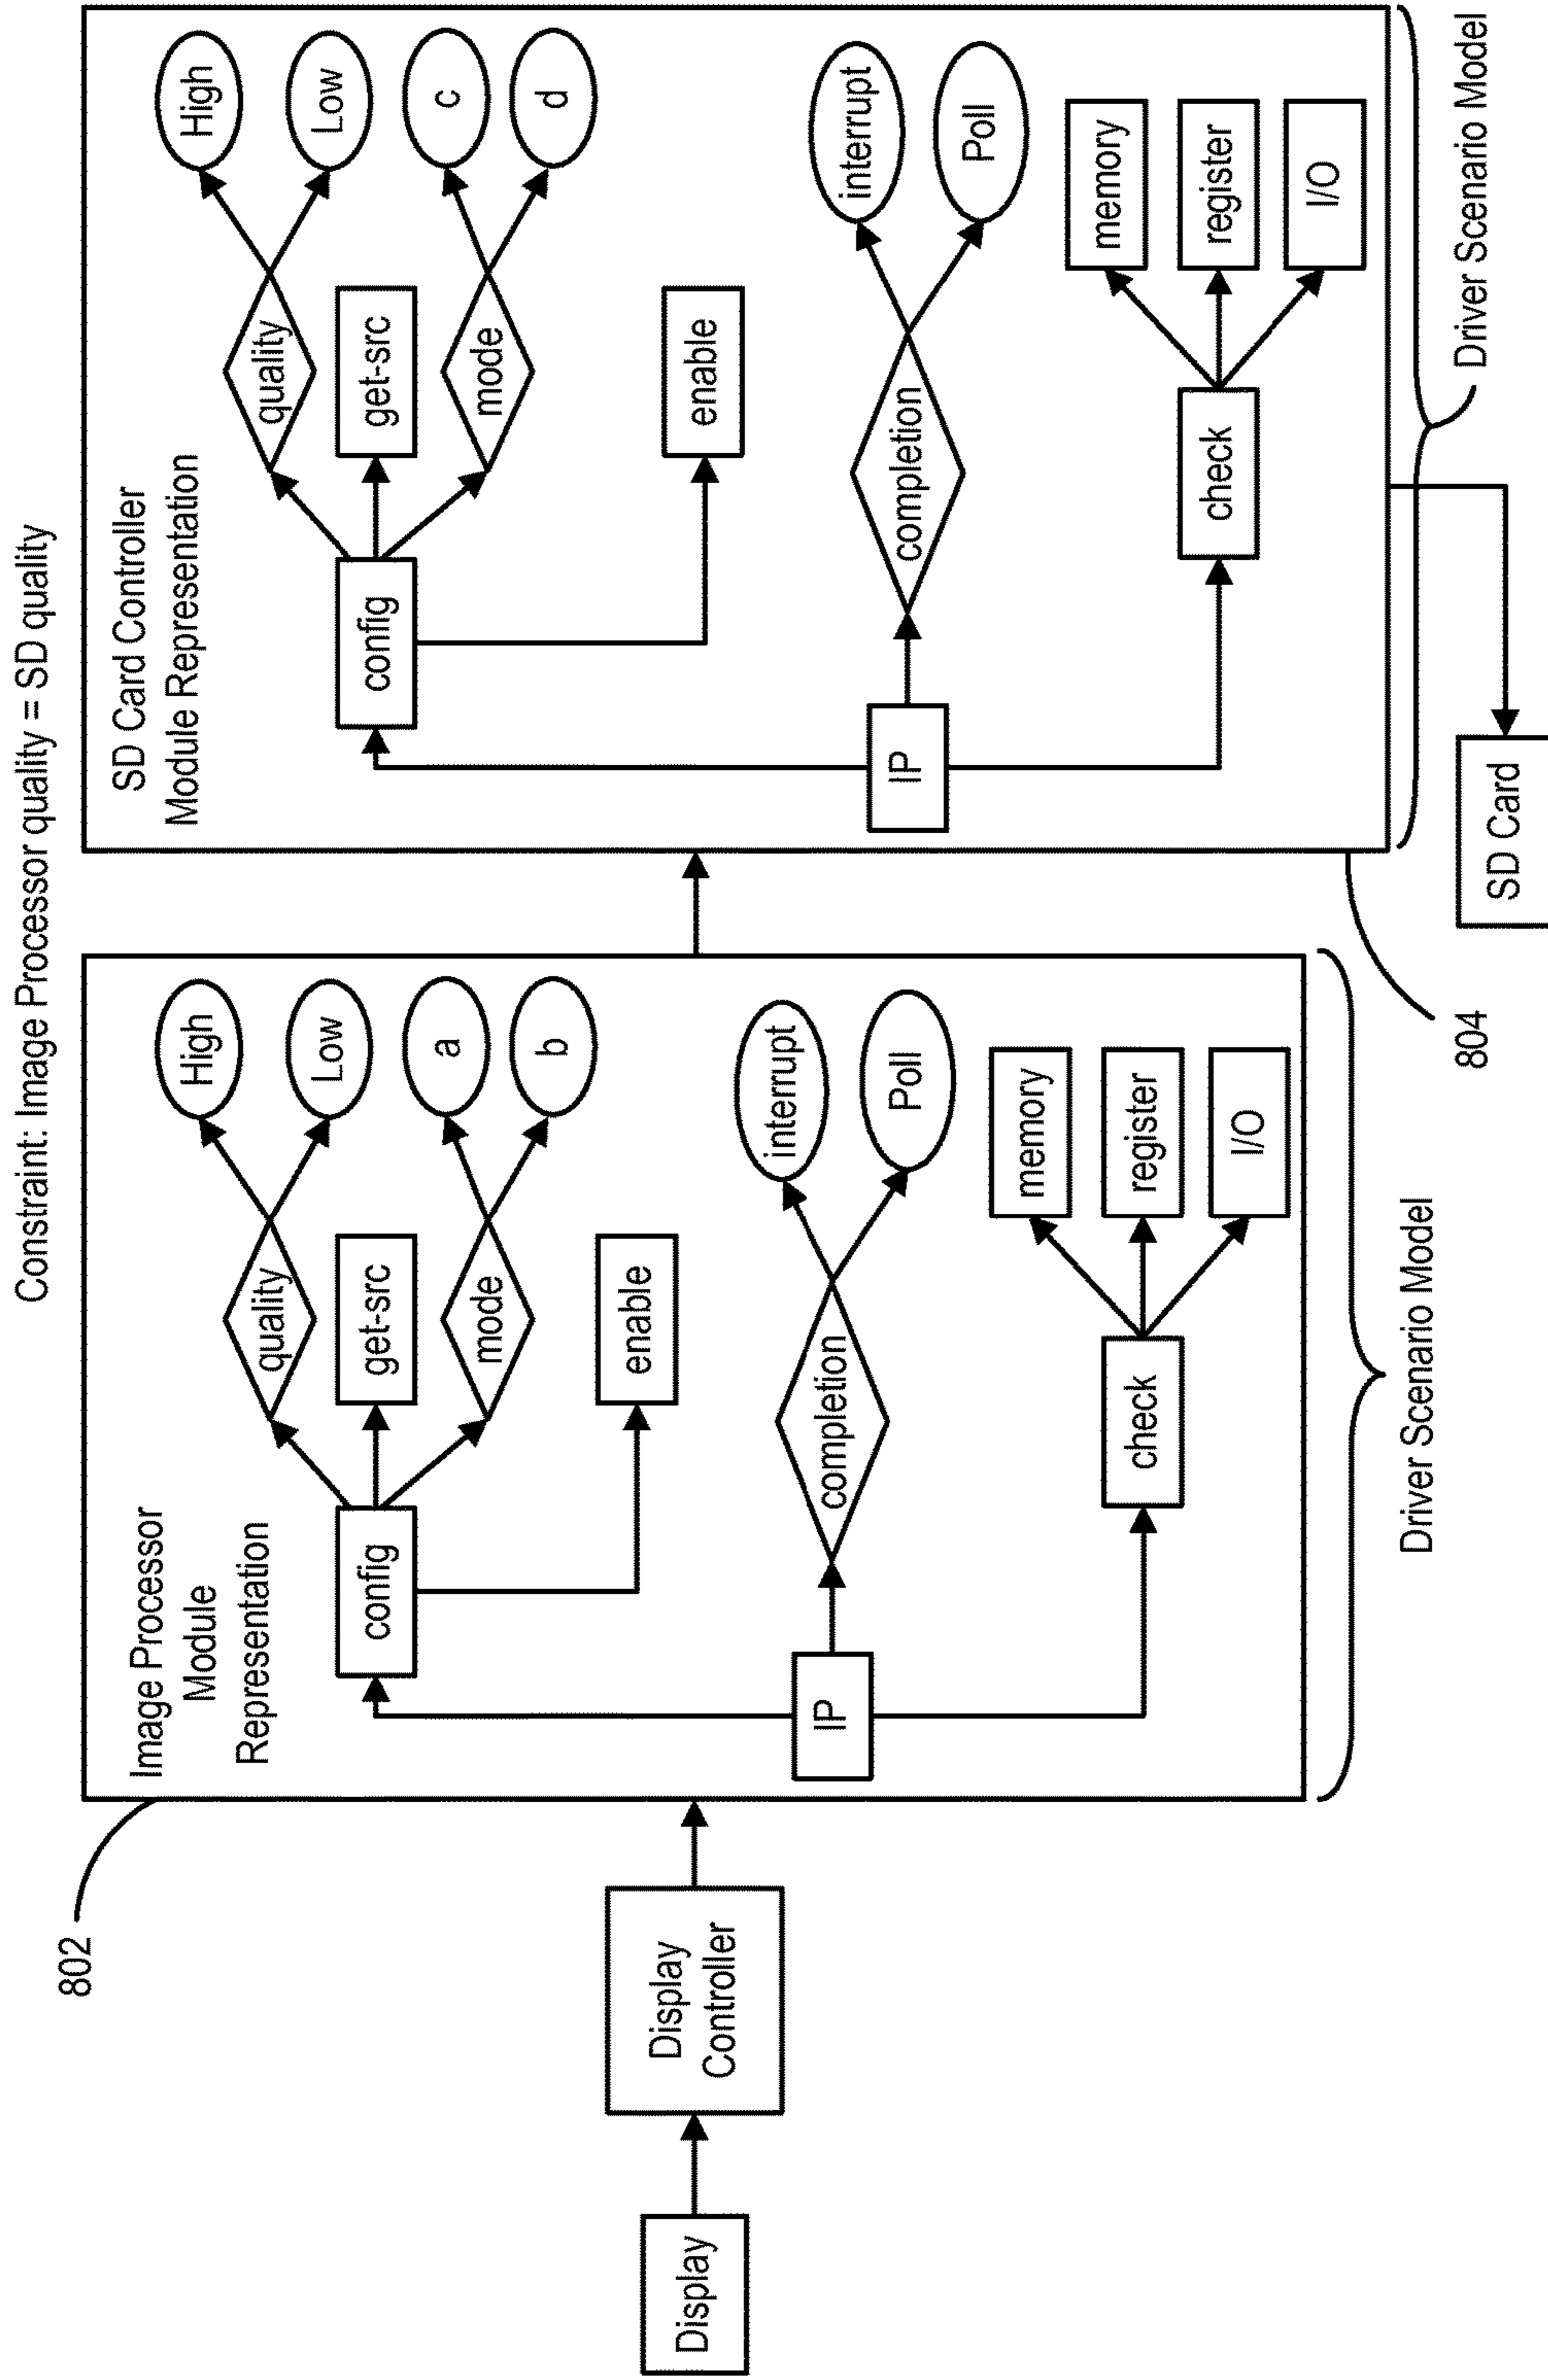 Constraint: Image Processor quality = SD quality
802
Image Processor
Module
Representation
quality
High
Low
config
get-src
mode
a
b
enable
IP
completion
interrupt
Poll
check
memory
register
I/O
Driver Scenario Model
Display
Display
Controller
SD Card Controller
Module Representation
quality
High
Low
config
get-src
mode
c
d
enable
IP
completion
interrupt
Poll
check
memory
register
I/O
804
SD Card
Driver Scenario Model